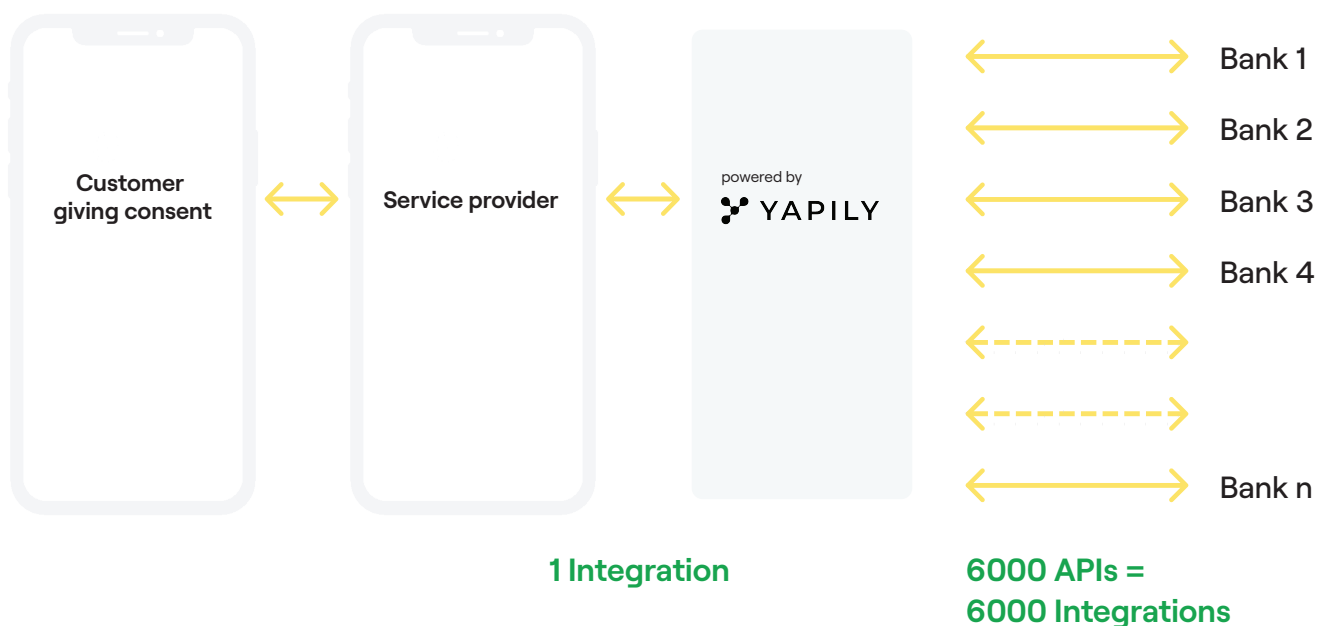 Customer
giving consent
Service provider
powered by
YAPILY
Bank 1
Bank 2
Bank 3
Bank 4
Bank n
1 Integration
6000 APIs =
6000 Integrations